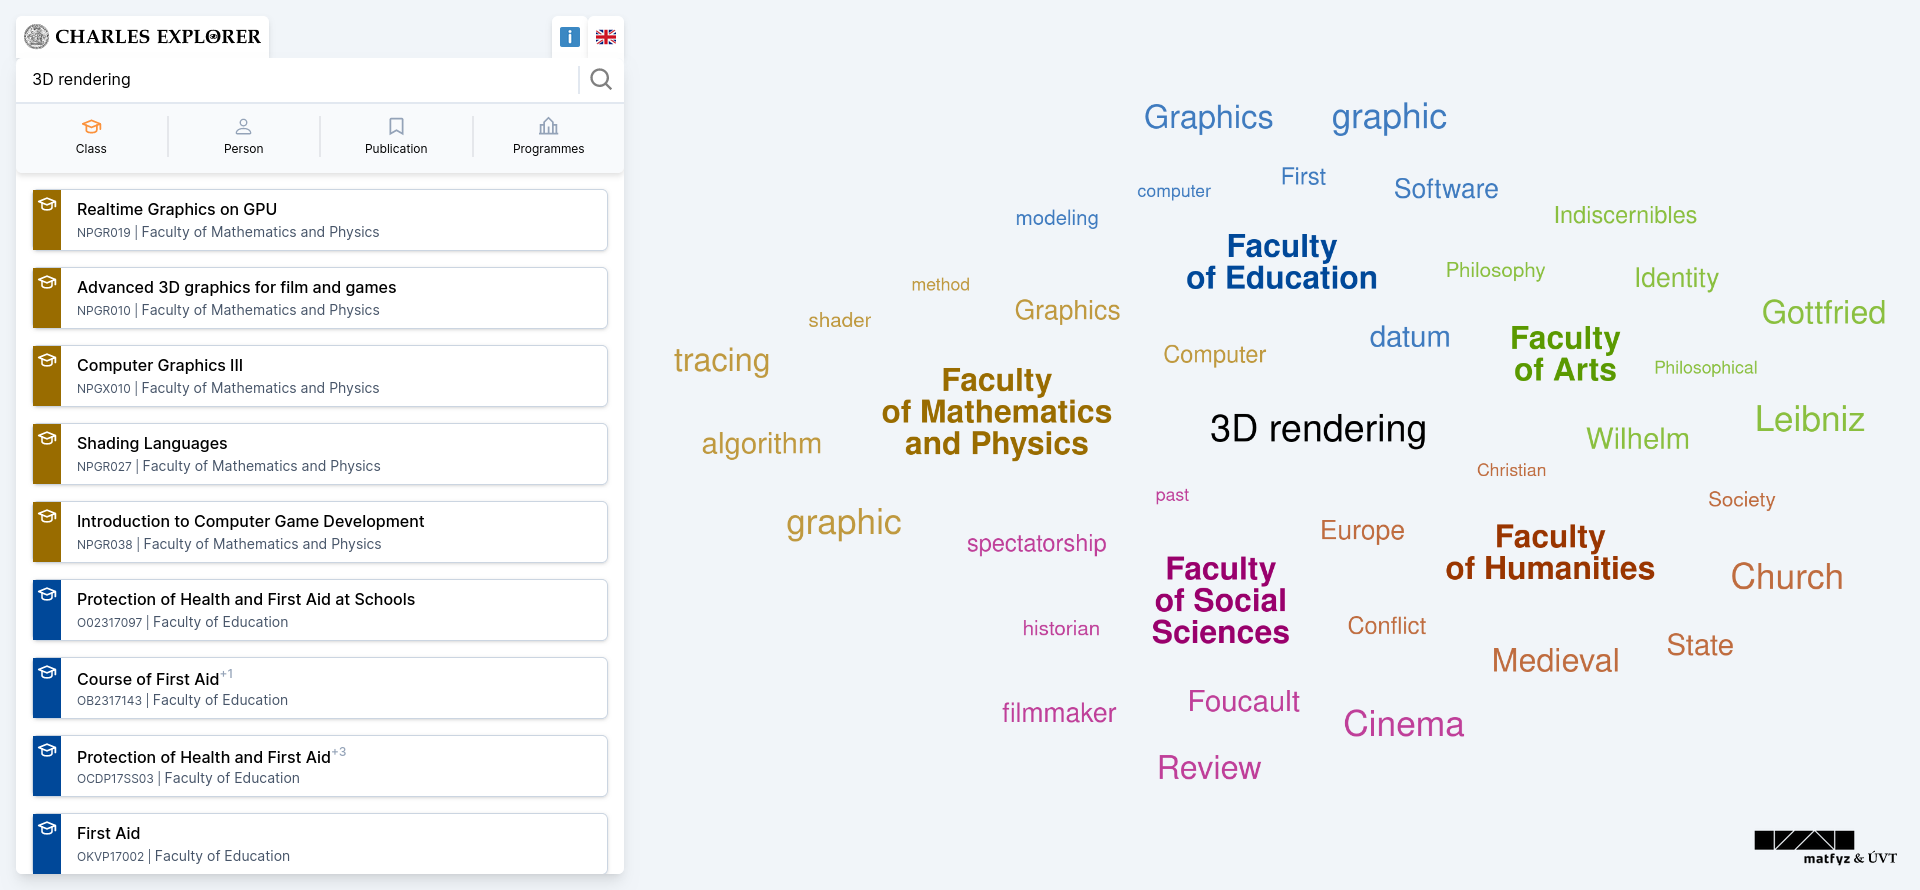 CHARLES EXPLORER
i
3D rendering
Class
Person
Publication
Programmes
Realtime Graphics on GPU
NPGR019 | Faculty of Mathematics and Physics
Advanced 3D graphics for film and games
NPGR010 | Faculty of Mathematics and Physics
Computer Graphics III
NPGX010 | Faculty of Mathematics and Physics
Shading Languages
NPGR027 | Faculty of Mathematics and Physics
Introduction to Computer Game Development
NPGR038 | Faculty of Mathematics and Physics
Protection of Health and First Aid at Schools
O02317097 | Faculty of Education
Course of First Aid +1
OB2317143 | Faculty of Education
Protection of Health and First Aid +3
OCDP17SS03 | Faculty of Education
First Aid
OKVP17002 | Faculty of Education
Graphics
graphic
First
computer
Software
modeling
Indiscernibles
Faculty
of Education
Philosophy
Identity
method
Graphics
shader
Gottfried
datum
Faculty
of Arts
Computer
tracing
Philosophical
Faculty
of Mathematics
and Physics
3D rendering
Leibniz
algorithm
Wilhelm
Christian
past
Society
graphic
Europe
spectatorship
Faculty
of Humanities
Faculty
of Social
Sciences
Church
historian
Conflict
State
Medieval
Foucault
filmmaker
Cinema
Review
matfyz & ÚVT